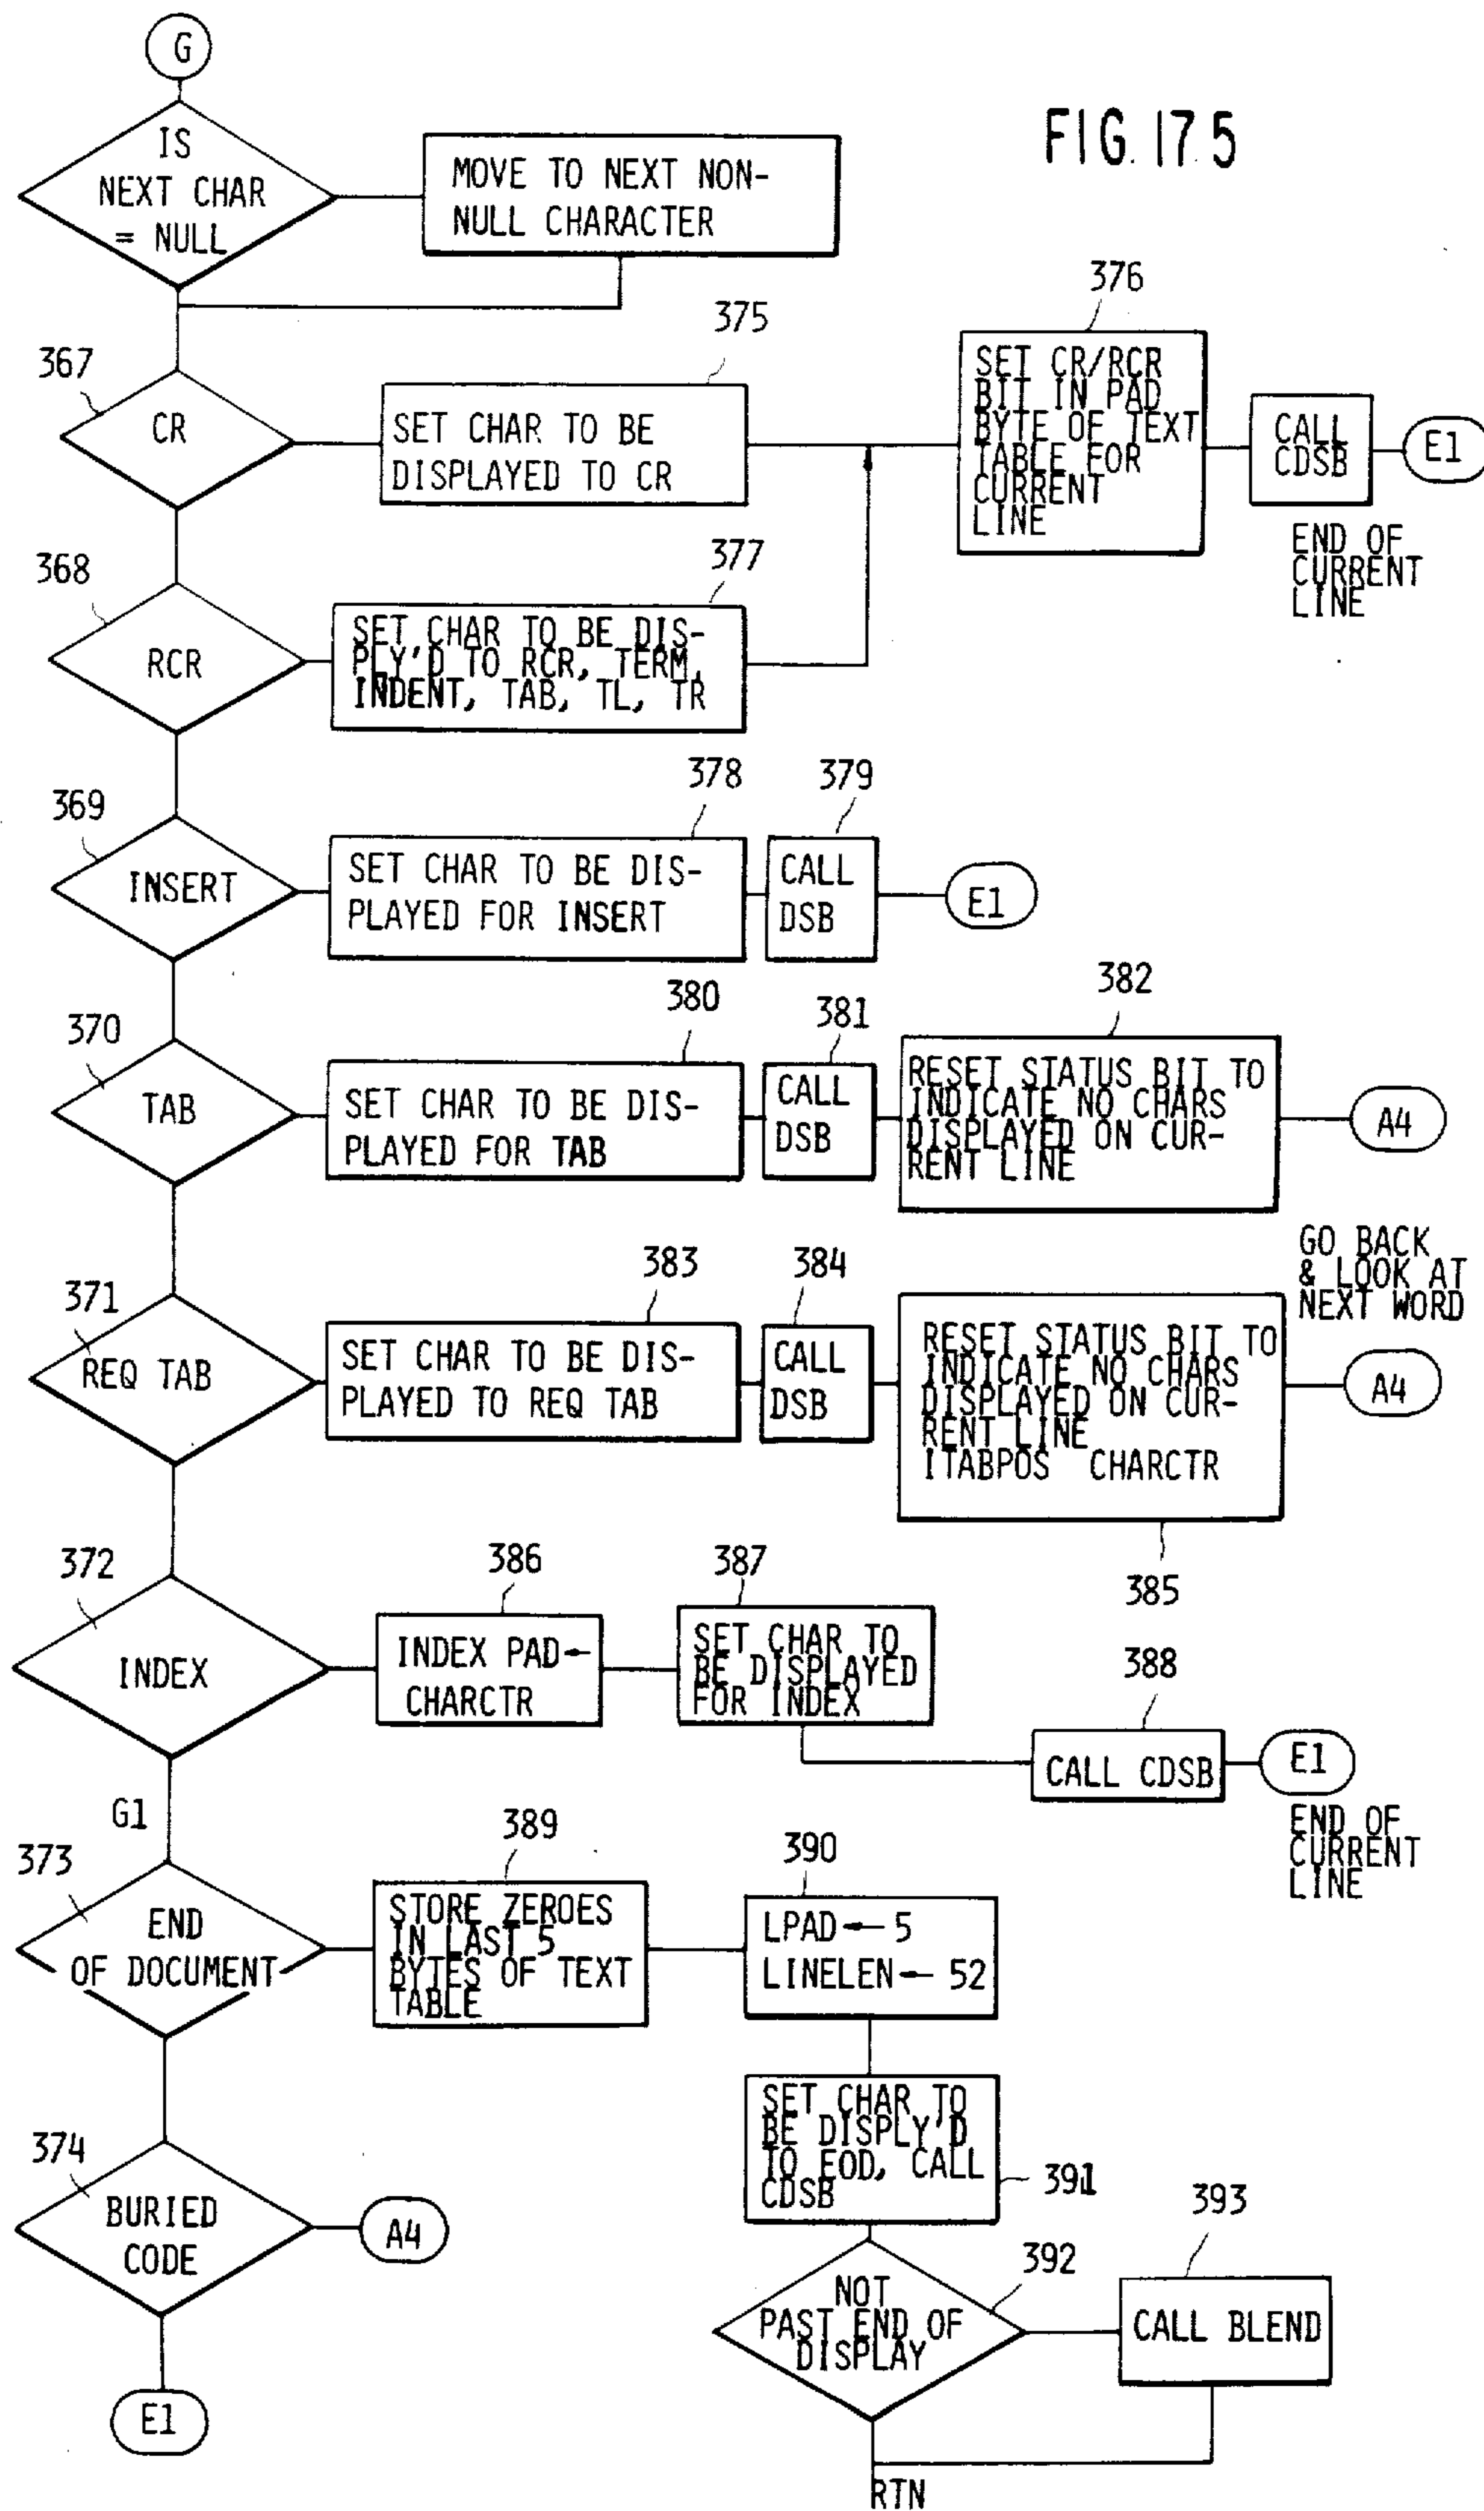 G
FIG. 17.5
IS
NEXT CHAR
= NULL
MOVE TO NEXT NON-
NULL CHARACTER
376
375
367
CR
SET CHAR TO BE
DISPLAYED TO CR
SET CR/RCR
BIT IN PAD
BYTE OF TEXT
TABLE FOR
CURRENT
LINE
CALL
CDSB
E1
END OF
CURRENT
LINE
368
377
RCR
SET CHAR TO BE DIS-
PLY'D TO RCR, TERM,
INDENT, TAB, TL, TR
369
378
379
INSERT
SET CHAR TO BE DIS-
PLAYED FOR INSERT
CALL
DSB
E1
370
380
381
382
TAB
SET CHAR TO BE DIS-
PLAYED FOR TAB
CALL
DSB
RESET STATUS BIT TO
INDICATE NO CHARS
DISPLAYED ON CUR-
RENT LINE
A4
GO BACK
& LOOK AT
NEXT WORD
371
383
384
REQ TAB
SET CHAR TO BE DIS-
PLAYED TO REQ TAB
CALL
DSB
RESET STATUS BIT TO
INDICATE NO CHARS
DISPLAYED ON CUR-
RENT LINE
ITABPOS CHARCTR
A4
385
372
386
387
INDEX
INDEX PAD←
CHARCTR
SET CHAR TO
BE DISPLAYED
FOR INDEX
388
CALL CDSB
E1
END OF
CURRENT
LINE
G1
373
389
390
END
OF DOCUMENT
STORE ZEROES
IN LAST 5
BYTES OF TEXT
TABLE
LPAD← 5
LINELEN← 52
374
BURIED
CODE
A4
SET CHAR TO
BE DISPLY'D
TO EOD, CALL
CDSB
391
392
393
NOT
PAST END OF
DISPLAY
CALL BLEND
E1
RTN